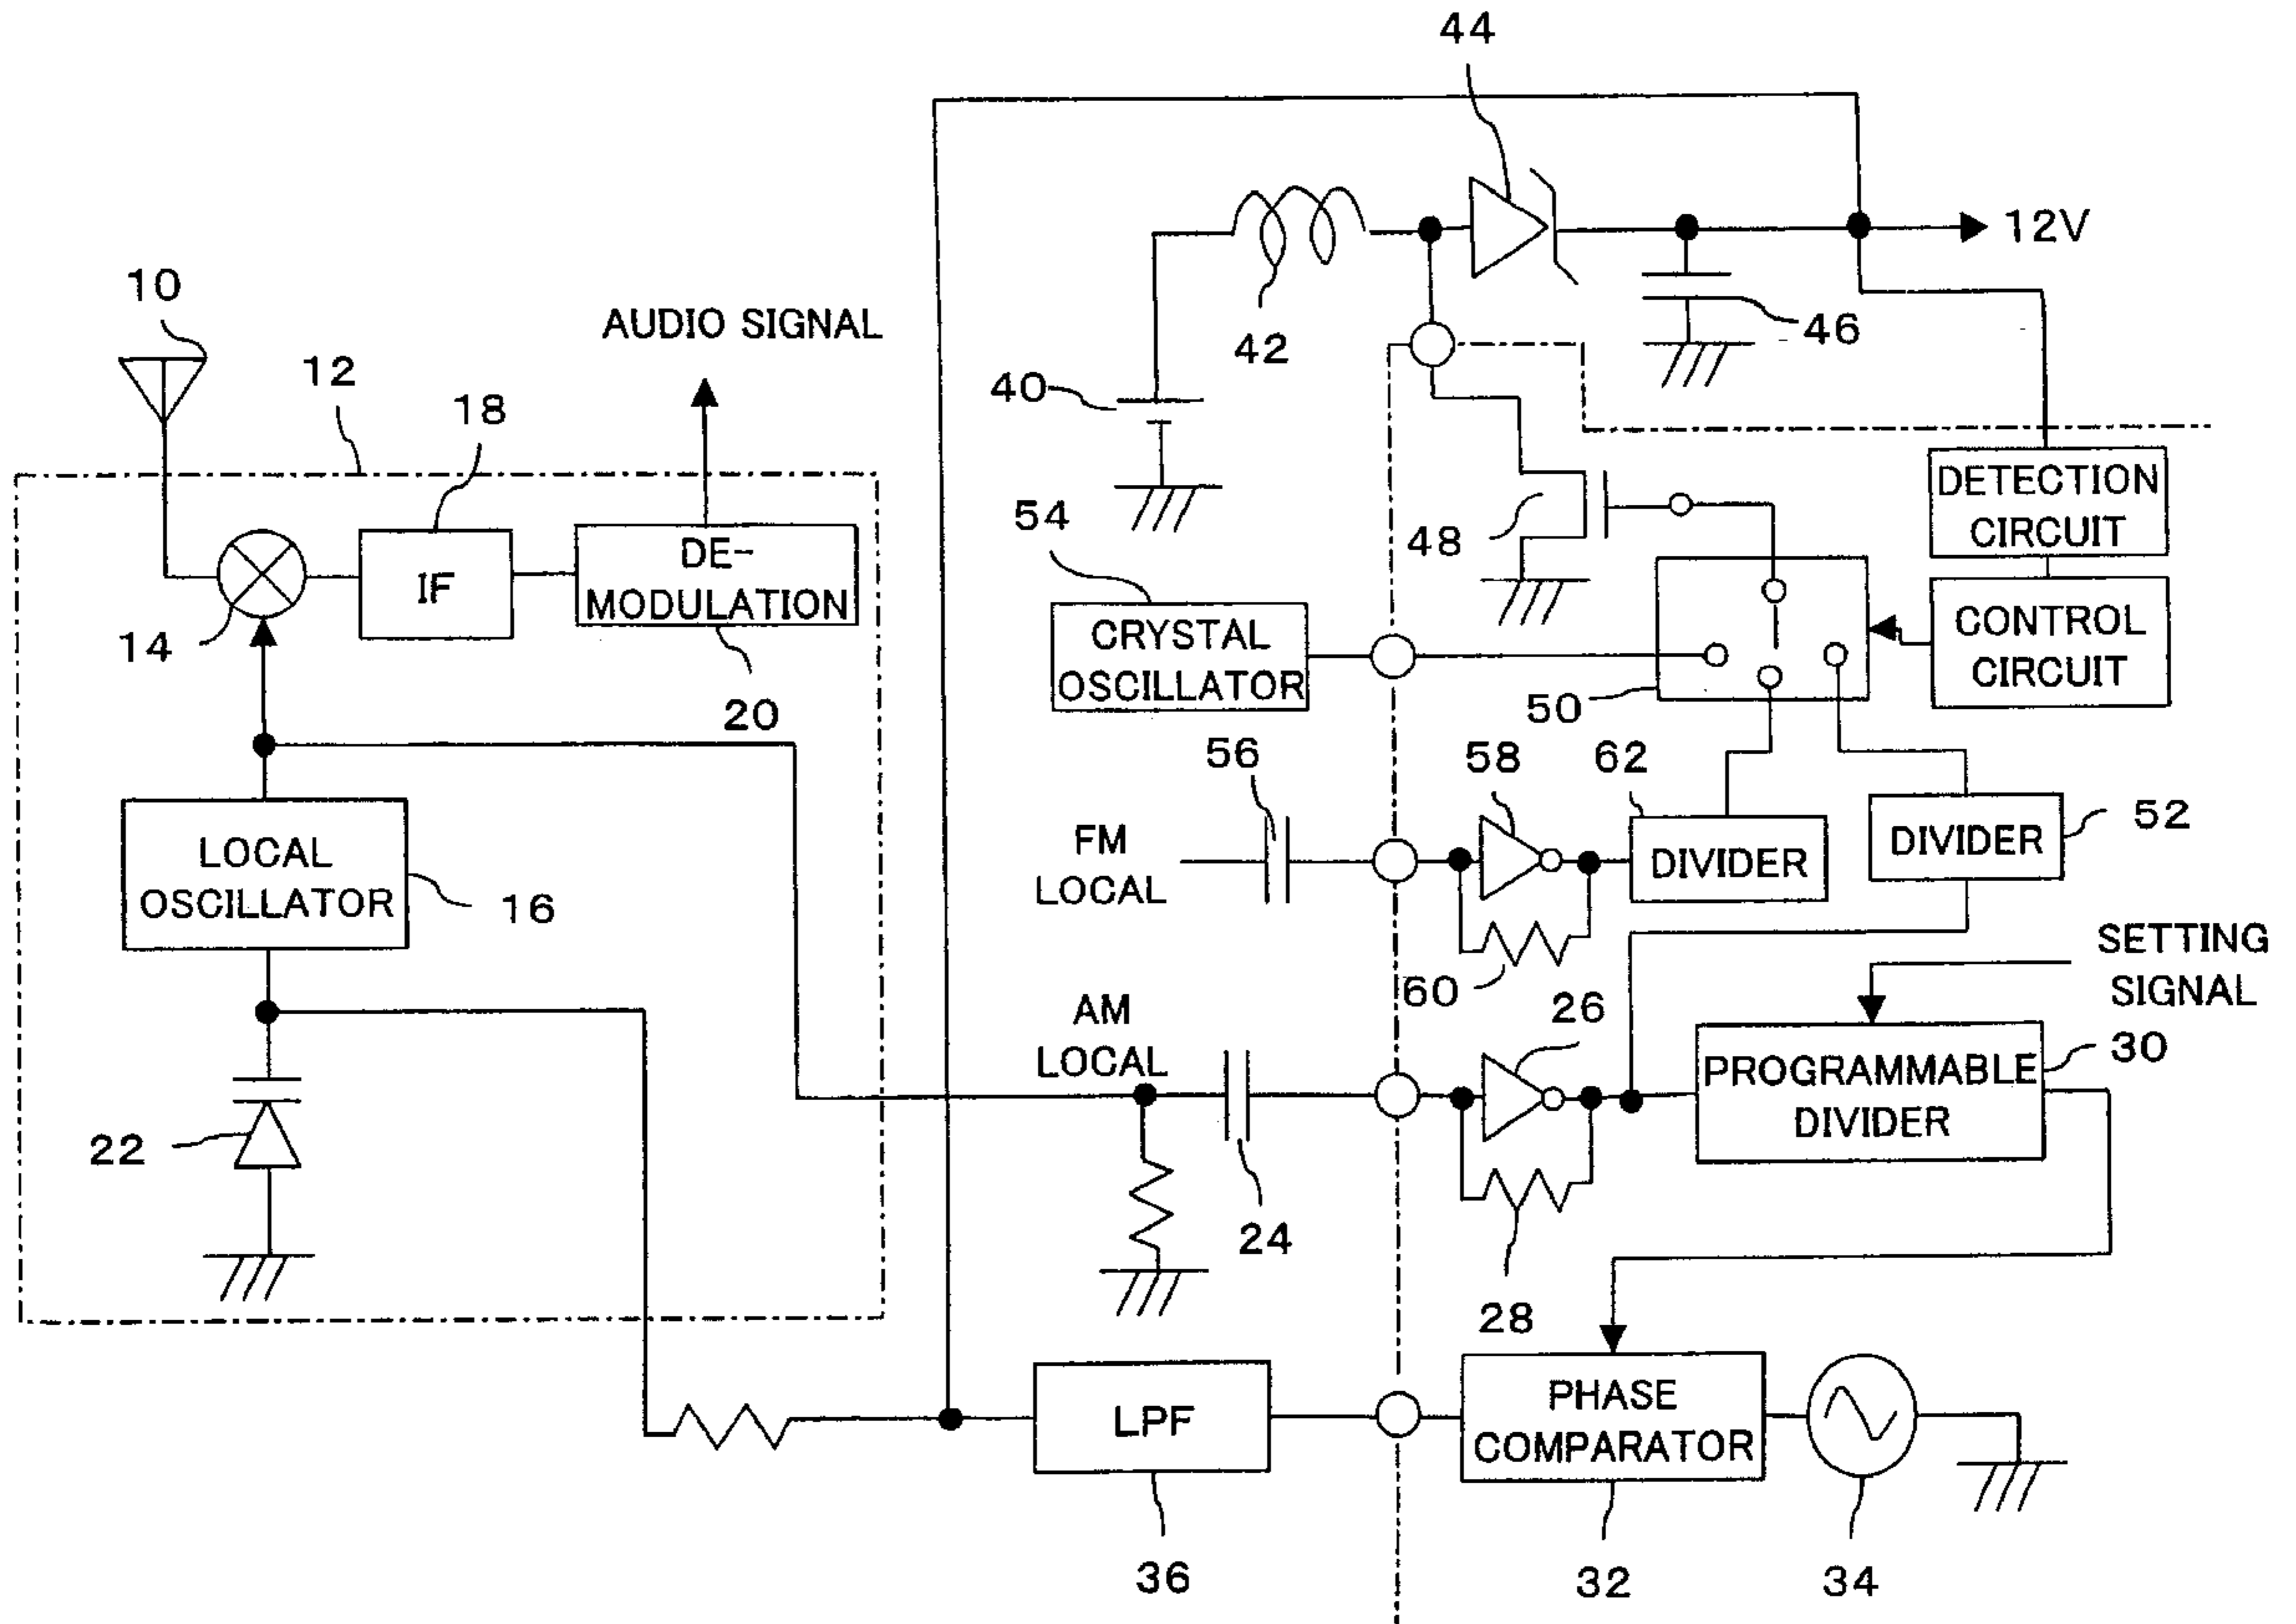 44
12V
10
AUDIO SIGNAL
42
46
12
40
18
DETECTION
CIRCUIT
54
48
DE-
MODULATION
IF
14
CRYSTAL
OSCILLATOR
CONTROL
CIRCUIT
20
50
56
58
62
52
FM
LOCAL
DIVIDER
DIVIDER
LOCAL
OSCILLATOR
16
SETTING
SIGNAL
60
26
AM
LOCAL
30
PROGRAMMABLE
DIVIDER
22
24
28
LPF
PHASE
COMPARATOR
36
32
34